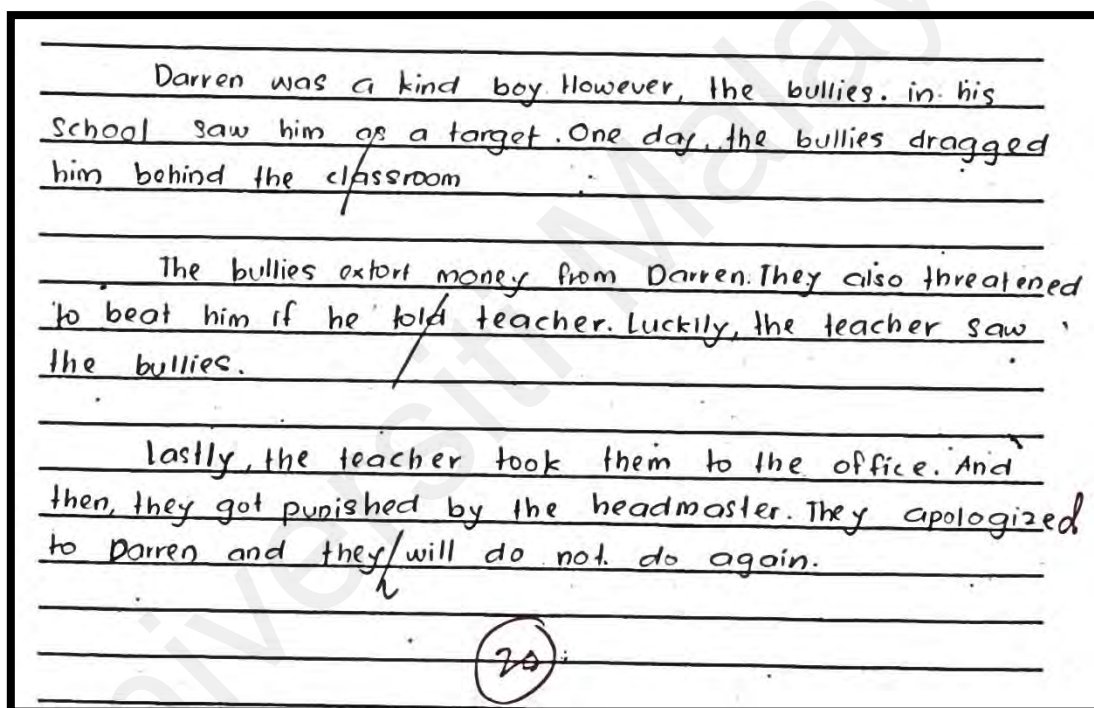 Darren was a kind boy. However, the bullies. in his
school saw him as a target. One day, the bullies dragged
him behind the classroom
The bullies extort money from Darren. They also threatened
to beat him if he told teacher. Luckily, the teacher saw
the bullies.
Lastly, the teacher took them to the office. And
then, they got punished by the headmaster. They apologized
to Darren and they will do not. do again.
20